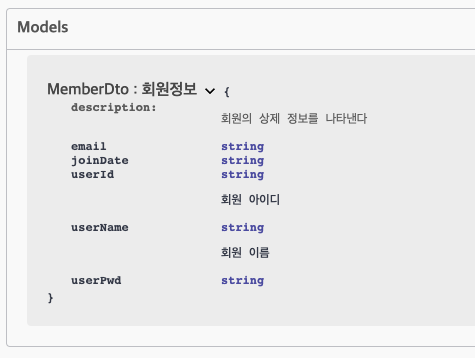 Models
MemberDto : 회원정보 {
description:
회원의 상제 정보를 나타낸다
email string
joinDate string
userId string
회원 아이디
userName string
회원 이름
userPwd string
}